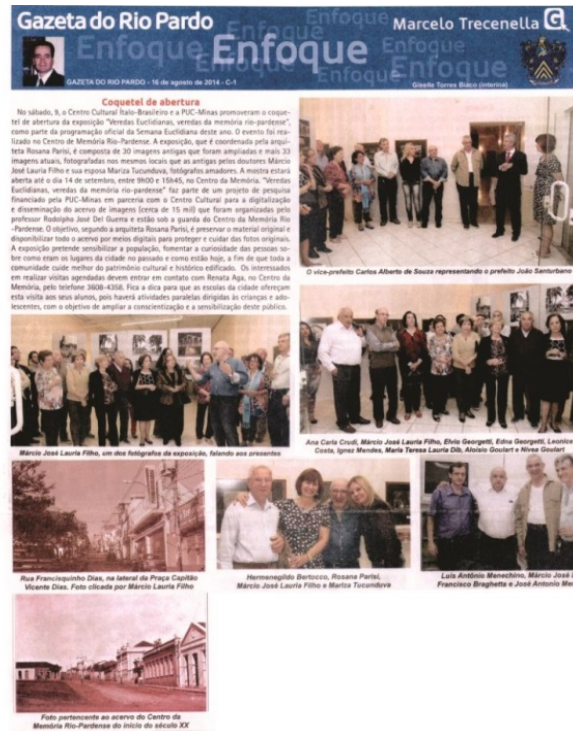 Gazeta do Rio Pardo
Enfoque
Marcelo Trecenella
GAZETA DO RIO PARDO - 16 de agosto de 2014 - C-1
Giselle Torres Biaco (interina)
Coquetel de abertura
No sábado, 9, o Centro Cultural Ítalo-Brasileiro e a PUC-Minas promoveram o coque-
tel de abertura da exposição "Veredas Euclidianas, veredas da memória rio-pardense",
como parte da programação oficial da Semana Euclidiana deste ano. O evento foi rea-
lizado no Centro de Memória Rio-Pardense. A exposição, que é coordenada pela arqui-
teta Rosana Parisi, é composta de 30 imagens antigas que foram ampliadas e mais 33
imagens atuais, fotografadas nos mesmos locais que as antigas pelos doutores Márcio
José Lauria Filho e sua esposa Mariza Tucunduva, fotógrafos amadores. A mostra estará
aberta até o dia 14 de setembro, entre 9h00 e 15h45, no Centro da Memória. "Veredas
Euclidianas, veredas da memória rio-pardense" faz parte de um projeto de pesquisa
financiado pela PUC-Minas em parceria com o Centro Cultural para a digitalização
e disseminação do acervo de imagens (cerca de 15 mil) que foram organizadas pelo
professor Rodolpho José Del Guerra e estão sob a guarda do Centro da Memória Rio
-Pardense. O objetivo, segundo a arquiteta Rosana Parisi, é preservar o material original e
disponibilizar todo o acervo por meios digitais para proteger e cuidar das fotos originais.
A exposição pretende sensibilizar a população, fomentar a curiosidade das pessoas so-
bre como eram os lugares da cidade no passado e como estão hoje, a fim de que toda a
comunidade cuide melhor do patrimônio cultural e histórico edificado. Os interessados
em realizar visitas agendadas devem entrar em contato com Renata Aga, no Centro da
Memória, pelo telefone 3608-4358. Fica a dica para que as escolas da cidade ofereçam
esta visita aos seus alunos, pois haverá atividades paralelas dirigidas às crianças e ado-
lescentes, com o objetivo de ampliar a conscientização e a sensibilização deste público.
O vice-prefeito Carlos Alberto de Souza representando o prefeito João Santurbano
Márcio José Lauria Filho, um dos fotógrafos da exposição, falando aos presentes
Ana Carla Crudi, Márcio José Lauria Filho, Elvio Georgetti, Edna Georgetti, Leonice
Costa, Ignez Mendes, Maria Teresa Lauria Dib, Aloísio Goulart e Nivea Goulart
Rua Francisquinho Dias, na lateral da Praça Capitão
Vicente Dias. Foto clicada por Márcio Lauria Filho
Hermenegildo Bertocco, Rosana Parisi,
Márcio José Lauria Filho e Mariza Tucunduva
Luís Antônio Menechino, Márcio José L
Francisco Braghetta e José Antonio Me
Foto pertencente ao acervo do Centro da
Memória Rio-Pardense do início do século XX